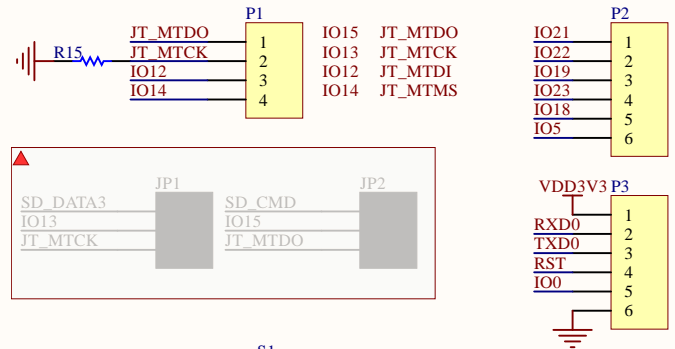 P1
JT_MTDO 1 IO15 JT_MTDO
R15 JT_MTCK 2 IO13 JT_MTCK
IO12 3 IO12 JT_MTDI
IO14 4 IO14 JT_MTMS
P2
IO21 1
IO22 2
IO19 3
IO23 4
IO18 5
IO5 6
JP1 JP2
SD_DATA3 SD_CMD
IO13 IO15
JT_MTCK JT_MTDO
VDD3V3 P3
1
RXD0 2
TXD0 3
RST 4
IO0 5
6
S1